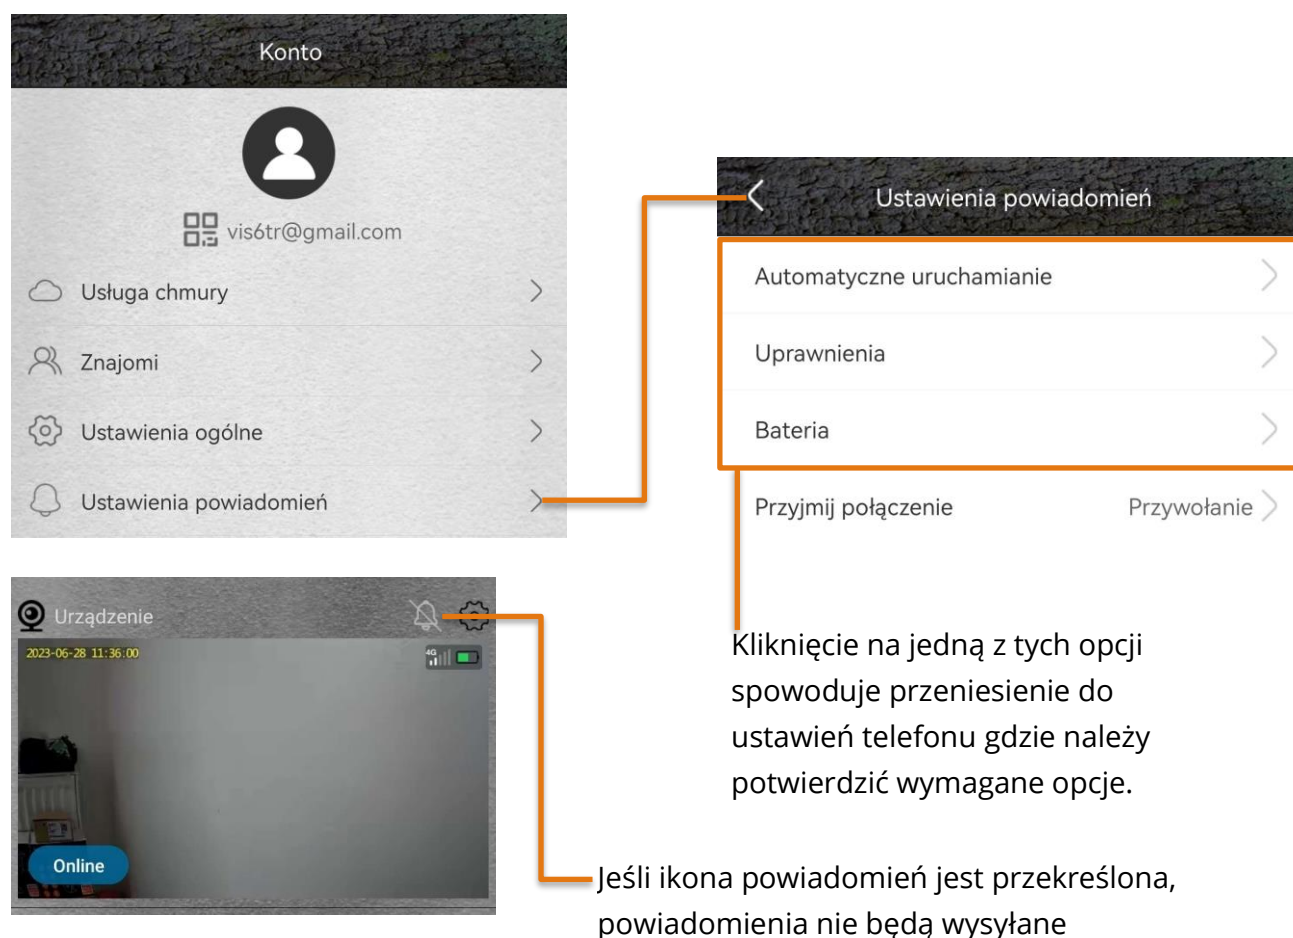 Konto
vis6tr@gmail.com
Usługa chmury
Znajomi
Ustawienia ogólne
Ustawienia powiadomień
Ustawienia powiadomień
Automatyczne uruchamianie
Uprawnienia
Bateria
Przyjmij połączenie Przywołanie
Urządzenie
2023-06-28 11:36:00
4G
Online
Kliknięcie na jedną z tych opcji
spowoduje przeniesienie do
ustawień telefonu gdzie należy
potwierdzić wymagane opcje.
Jeśli ikona powiadomień jest przekreślona,
powiadomienia nie będą wysyłane